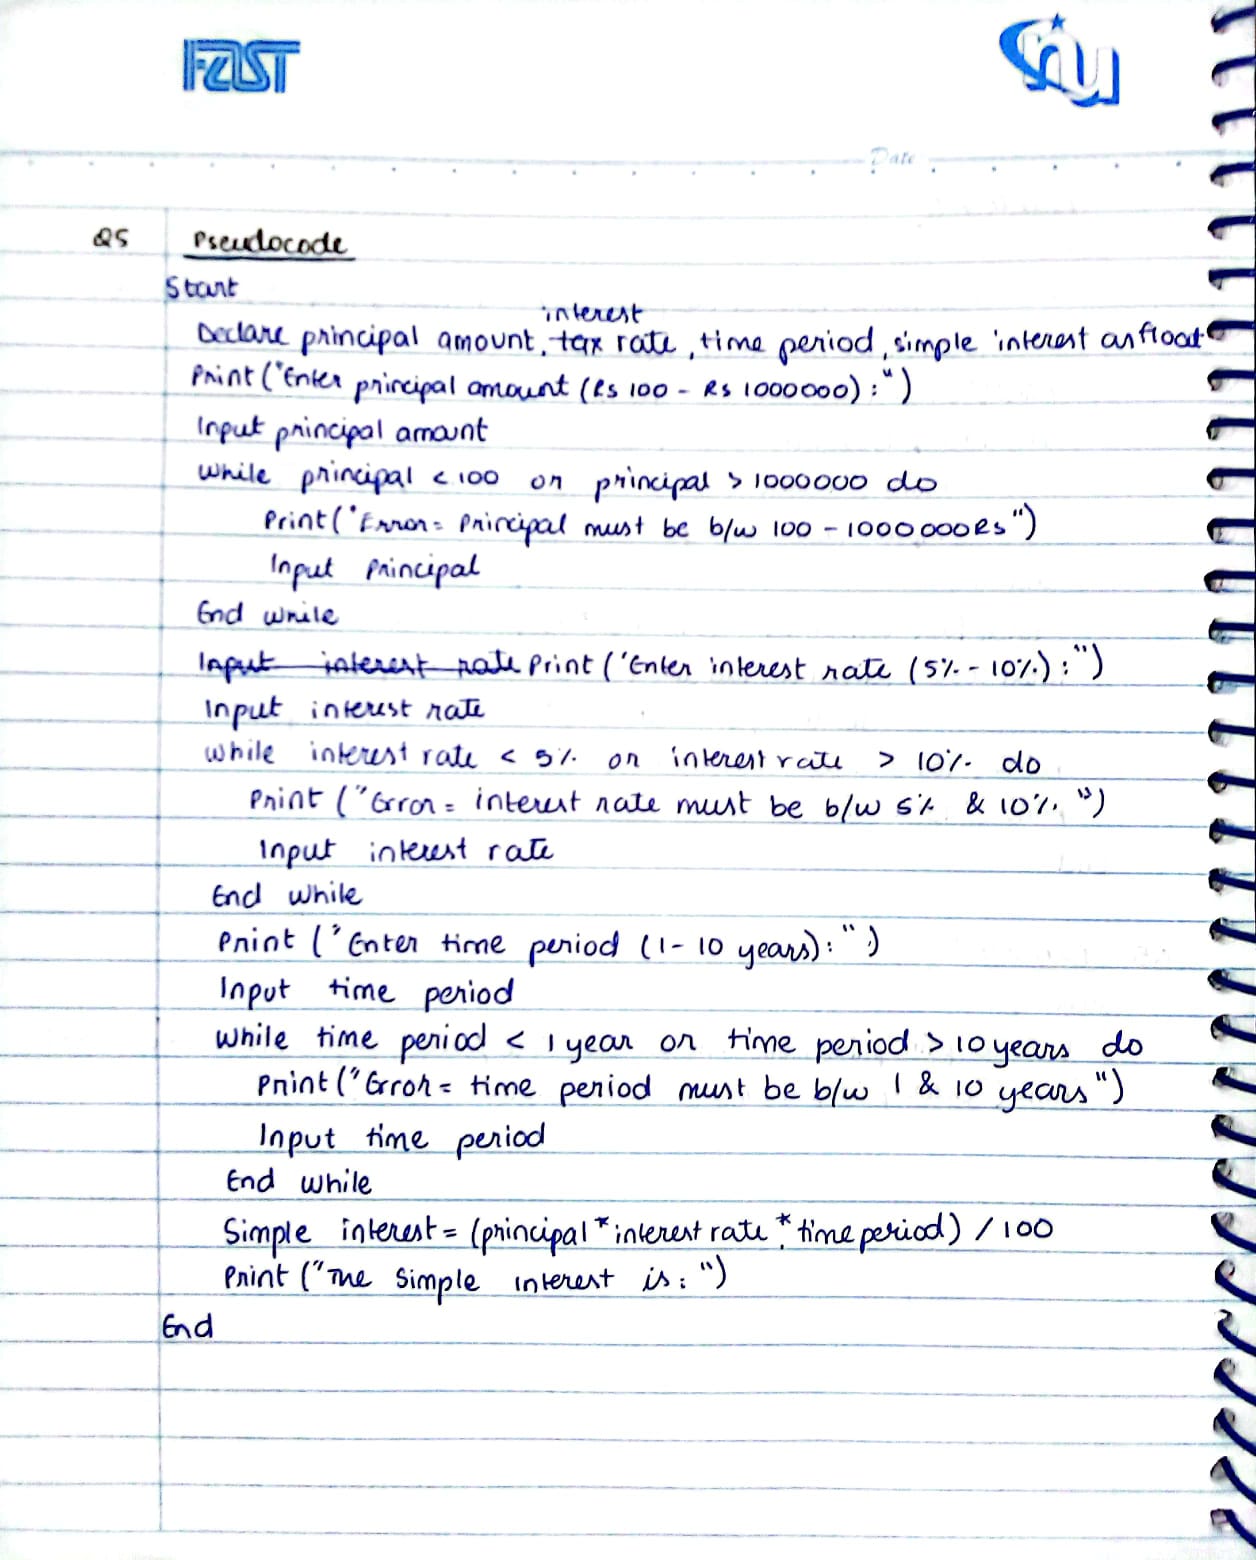 FAST
nu
Date
Q5 Pseudocode
Start
interest
Declare principal amount, tax rate, time period, simple interest as float
Print ("Enter principal amount (Rs 100 - Rs 1000000) :")
Input principal amount
While principal < 100 or principal > 1000000 do
Print ("Error = Principal must be b/w 100 - 1000000Rs")
Input Principal
End while
Input interest rate Print ("Enter interest rate (5% - 10%) :")
Input interest rate
While interest rate < 5% or interest rate > 10% do
Print ("Error = interest rate must be b/w 5% & 10%")
Input interest rate
End while
Print ("Enter time period (1- 10 years) : ")
Input time period
While time period < 1 year or time period > 10 years do
Print ("Error = time period must be b/w 1 & 10 years")
Input time period
End while
Simple interest = (principal * interest rate * time period) / 100
Print ("The Simple interest is : ")
End